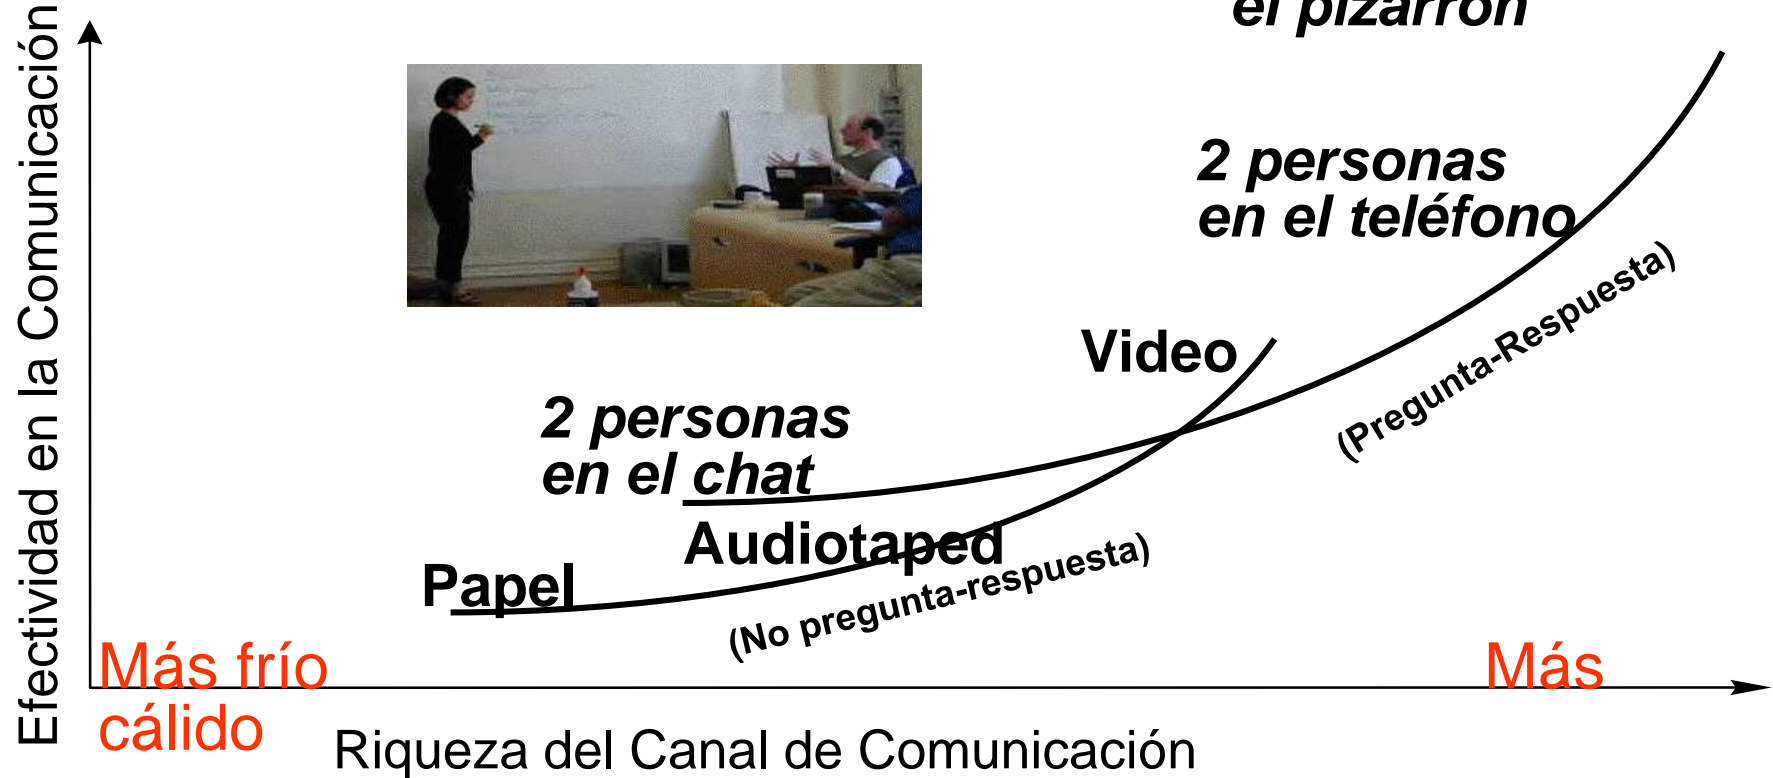 el pizarrón
Efectividad en la Comunicación
2 personas
en el teléfono
(Pregunta-Respuesta)
Video
2 personas
en el chat
Audiotaped
(No pregunta-respuesta)
Papel
Más frío
Más
cálido
Riqueza del Canal de Comunicación